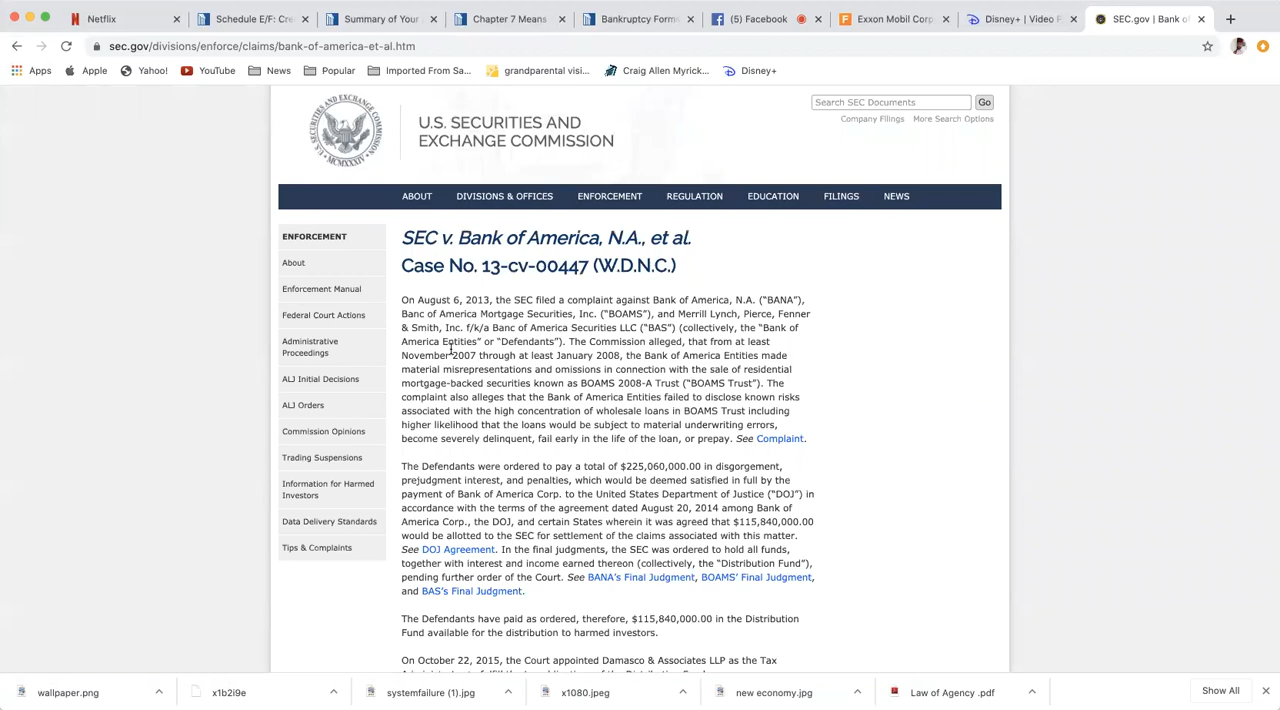 Netflix
Schedule E/F: Cre
Summary of Your
Chapter 7 Means
Bankruptcy Form
(5) Facebook
Exxon Mobil Corp
Disney+ | Video P
SEC.gov | Bank o
sec.gov/divisions/enforce/claims/bank-of-america-et-al.htm
Apps
Apple
Yahoo!
YouTube
News
Popular
Imported From Sa...
grandparental visi...
Craig Allen Myrick...
Disney+
U.S. SECURITIES AND
EXCHANGE COMMISSION
Search SEC Documents
Go
Company Filings
More Search Options
ABOUT
DIVISIONS & OFFICES
ENFORCEMENT
REGULATION
EDUCATION
FILINGS
NEWS
ENFORCEMENT
About
Enforcement Manual
Federal Court Actions
Administrative
Proceedings
ALJ Initial Decisions
ALJ Orders
Commission Opinions
Trading Suspensions
Information for Harmed
Investors
Data Delivery Standards
Tips & Complaints
SEC v. Bank of America, N.A., et al.
Case No. 13-cv-00447 (W.D.N.C.)
On August 6, 2013, the SEC filed a complaint against Bank of America, N.A. (“BANA”),
Banc of America Mortgage Securities, Inc. (“BOAMS”), and Merrill Lynch, Pierce, Fenner
& Smith, Inc. f/k/a Banc of America Securities LLC (“BAS”) (collectively, the “Bank of
America Entities” or “Defendants”). The Commission alleged, that from at least
November 2007 through at least January 2008, the Bank of America Entities made
material misrepresentations and omissions in connection with the sale of residential
mortgage-backed securities known as BOAMS 2008-A Trust (“BOAMS Trust”). The
complaint also alleges that the Bank of America Entities failed to disclose known risks
associated with the high concentration of wholesale loans in BOAMS Trust including
higher likelihood that the loans would be subject to material underwriting errors,
become severely delinquent, fail early in the life of the loan, or prepay. See Complaint.
The Defendants were ordered to pay a total of $225,060,000.00 in disgorgement,
prejudgment interest, and penalties, which would be deemed satisfied in full by the
payment of Bank of America Corp. to the United States Department of Justice (“DOJ”) in
accordance with the terms of the agreement dated August 20, 2014 among Bank of
America Corp., the DOJ, and certain States wherein it was agreed that $115,840,000.00
would be allotted to the SEC for settlement of the claims associated with this matter.
See DOJ Agreement. In the final judgments, the SEC was ordered to hold all funds,
together with interest and income earned thereon (collectively, the “Distribution Fund”),
pending further order of the Court. See BANA’s Final Judgment, BOAMS’ Final Judgment,
and BAS’s Final Judgment.
The Defendants have paid as ordered, therefore, $115,840,000.00 in the Distribution
Fund available for the distribution to harmed investors.
On October 22, 2015, the Court appointed Damasco & Associates LLP as the Tax
wallpaper.png
x1b2i9e
systemfailure (1).jpg
x1080.jpeg
new economy.jpg
Law of Agency .pdf
Show All